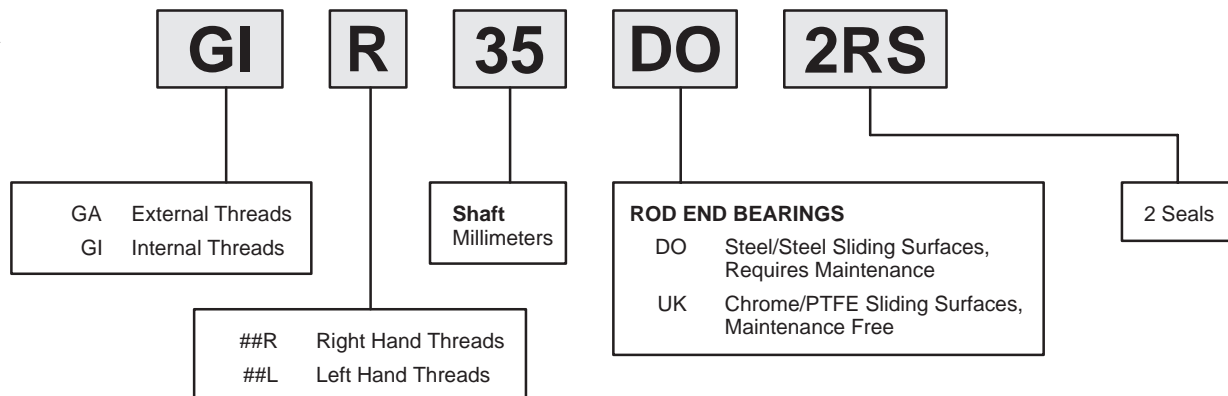 GI R 35 DO 2RS
GA External Threads
GI Internal Threads
Shaft
Millimeters
ROD END BEARINGS
DO Steel/Steel Sliding Surfaces,
Requires Maintenance
UK Chrome/PTFE Sliding Surfaces,
Maintenance Free
2 Seals
##R Right Hand Threads
##L Left Hand Threads